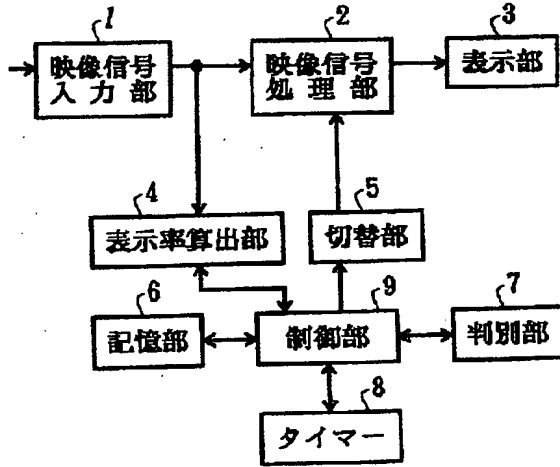 1
映像信号
入力部
2
映像信号
処理部
3
表示部
4
表示率算出部
5
切替部
6
記憶部
9
制御部
7
判別部
8
タイマー